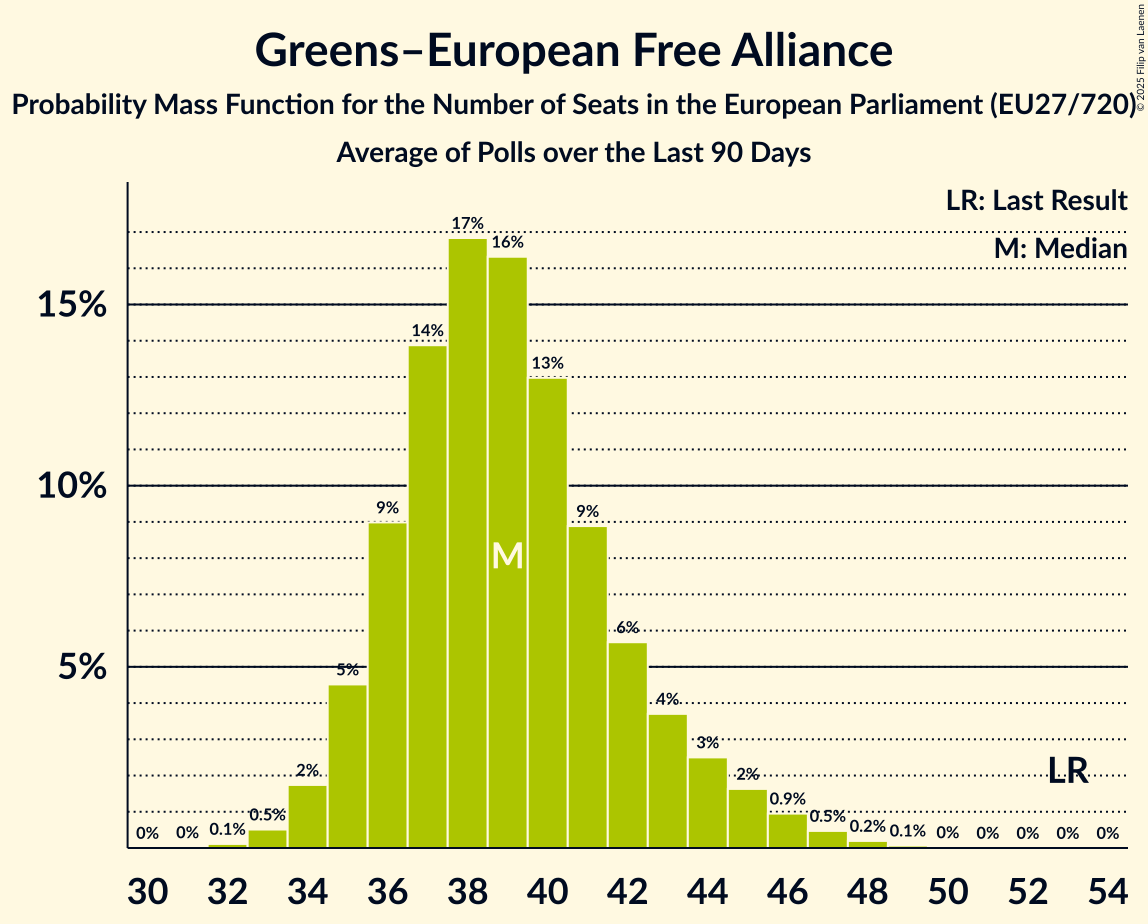 Greens–European Free Alliance
Probability Mass Function for the Number of Seats in the European Parliament (EU27/720)
Average of Polls over the Last 90 Days
© 2025 Filip van Laenen
LR: Last Result
M: Median
15%
10%
5%
0% 0% 0.1% 0.5% 2% 5% 9% 14% 17% 16% 13% 9% 6% 4% 3% 2% 0.9% 0.5% 0.2% 0.1% 0% 0% 0% 0% 0%
M
LR
30 32 34 36 38 40 42 44 46 48 50 52 54